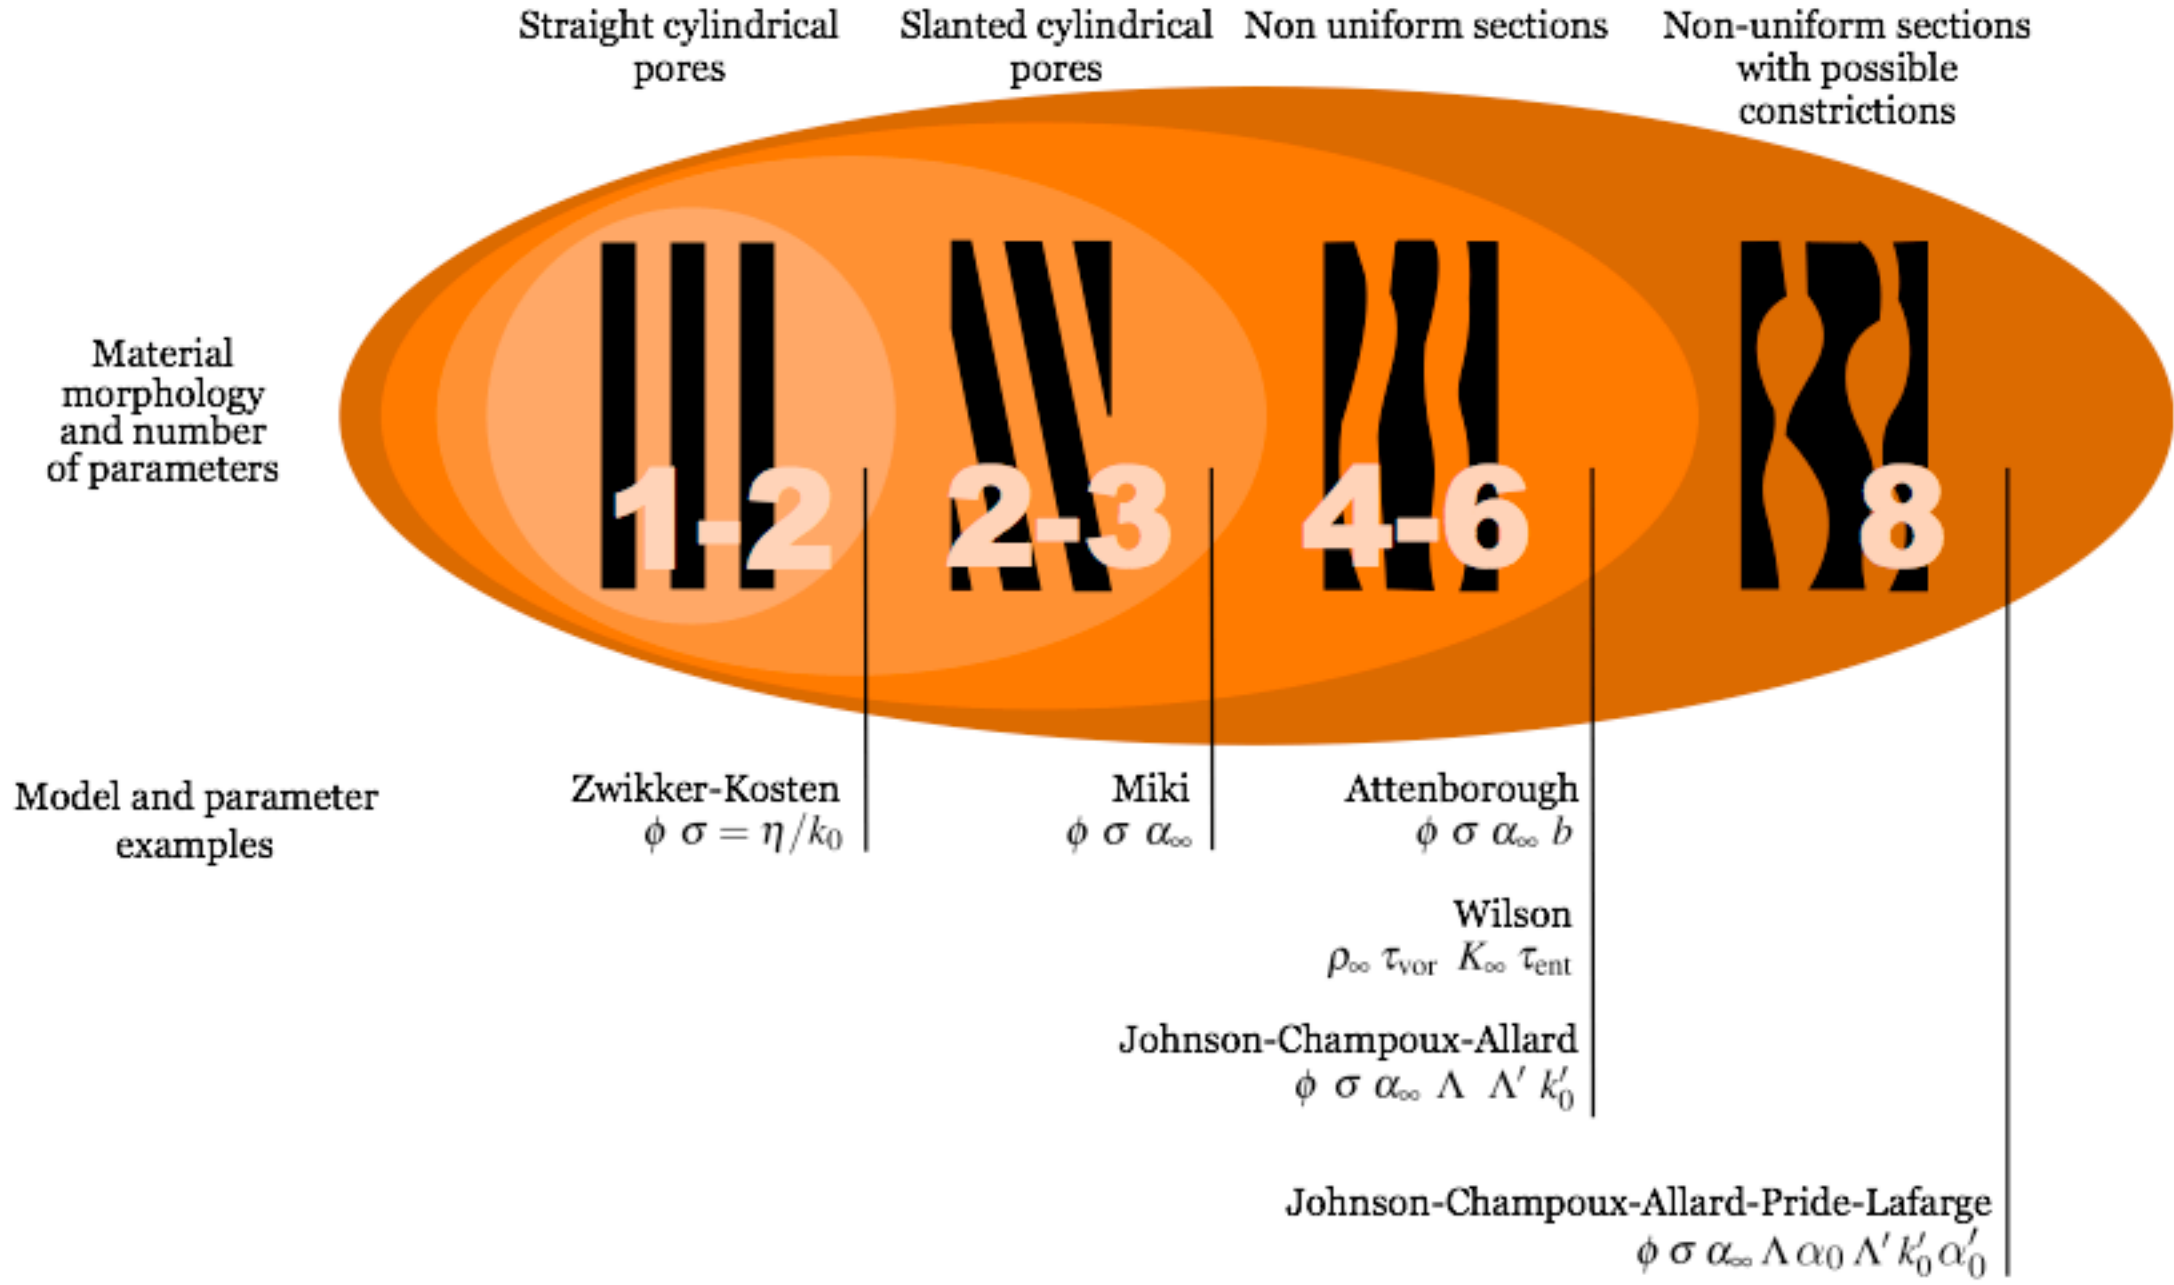 Straight cylindrical
pores
Slanted cylindrical
pores
Non uniform sections
Non-uniform sections
with possible
constrictions
Material
morphology
and number
of parameters
1-2
2-3
4-6
8
Model and parameter
examples
Zwikker-Kosten
ϕ σ = η/k₀
Miki
ϕ σ α∞
Attenborough
ϕ σ α∞ b
Wilson
ρ∞ τvor K∞ τent
Johnson-Champoux-Allard
ϕ σ α∞ Λ Λ′ k′₀
Johnson-Champoux-Allard-Pride-Lafarge
ϕ σ α∞ Λ α₀ Λ′ k′₀ α′₀